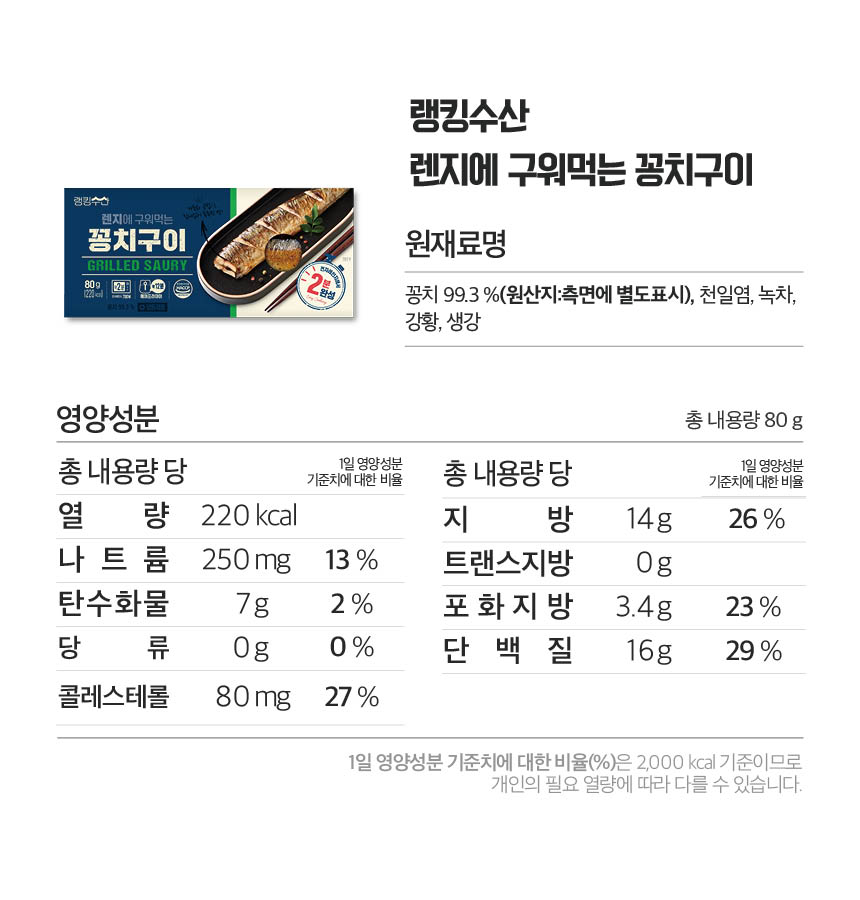 랭킹수산
렌지에 구워먹는 꽁치구이
랭킹수산
렌지에 구워먹는
꽁치구이
GRILLED SAURY
80 g
(220 kcal)
HACCP
꽁치 99.3 %
2분
완성
원재료명
꽁치 99.3 %(원산지:측면에 별도표시), 천일염, 녹차,
강황, 생강
영양성분 총 내용량 80 g
총 내용량 당 1일 영양성분
기준치에 대한 비율
열 량 220 kcal
나 트 륨 250 mg 13 %
탄수화물 7 g 2 %
당 류 0 g 0 %
콜레스테롤 80 mg 27 %
총 내용량 당 1일 영양성분
기준치에 대한 비율
지 방 14 g 26 %
트랜스지방 0 g
포 화 지 방 3.4 g 23 %
단 백 질 16 g 29 %
1일 영양성분 기준치에 대한 비율(%)은 2,000 kcal 기준이므로
개인의 필요 열량에 따라 다를 수 있습니다.